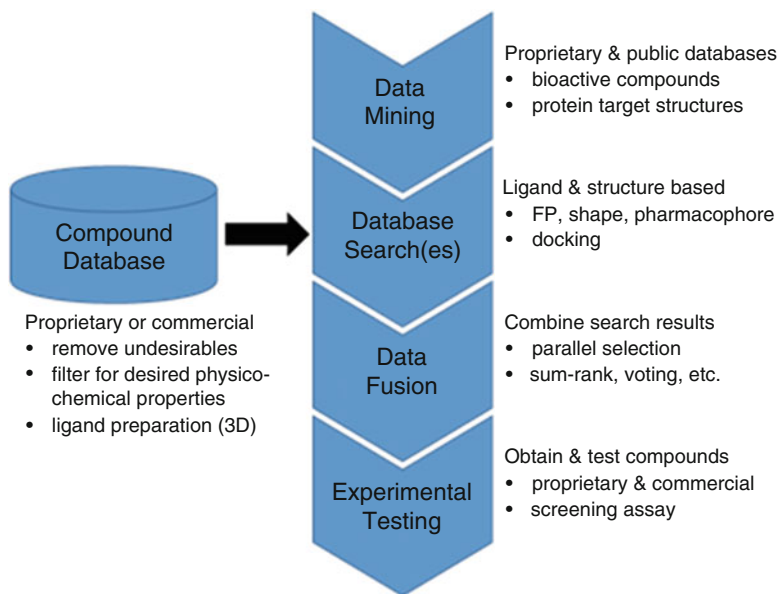 Data
Mining
Proprietary & public databases
• bioactive compounds
• protein target structures
Compound
Database
Proprietary or commercial
• remove undesirables
• filter for desired physico-
chemical properties
• ligand preparation (3D)
Database
Search(es)
Ligand & structure based
• FP, shape, pharmacophore
• docking
Data
Fusion
Combine search results
• parallel selection
• sum-rank, voting, etc.
Experimental
Testing
Obtain & test compounds
• proprietary & commercial
• screening assay